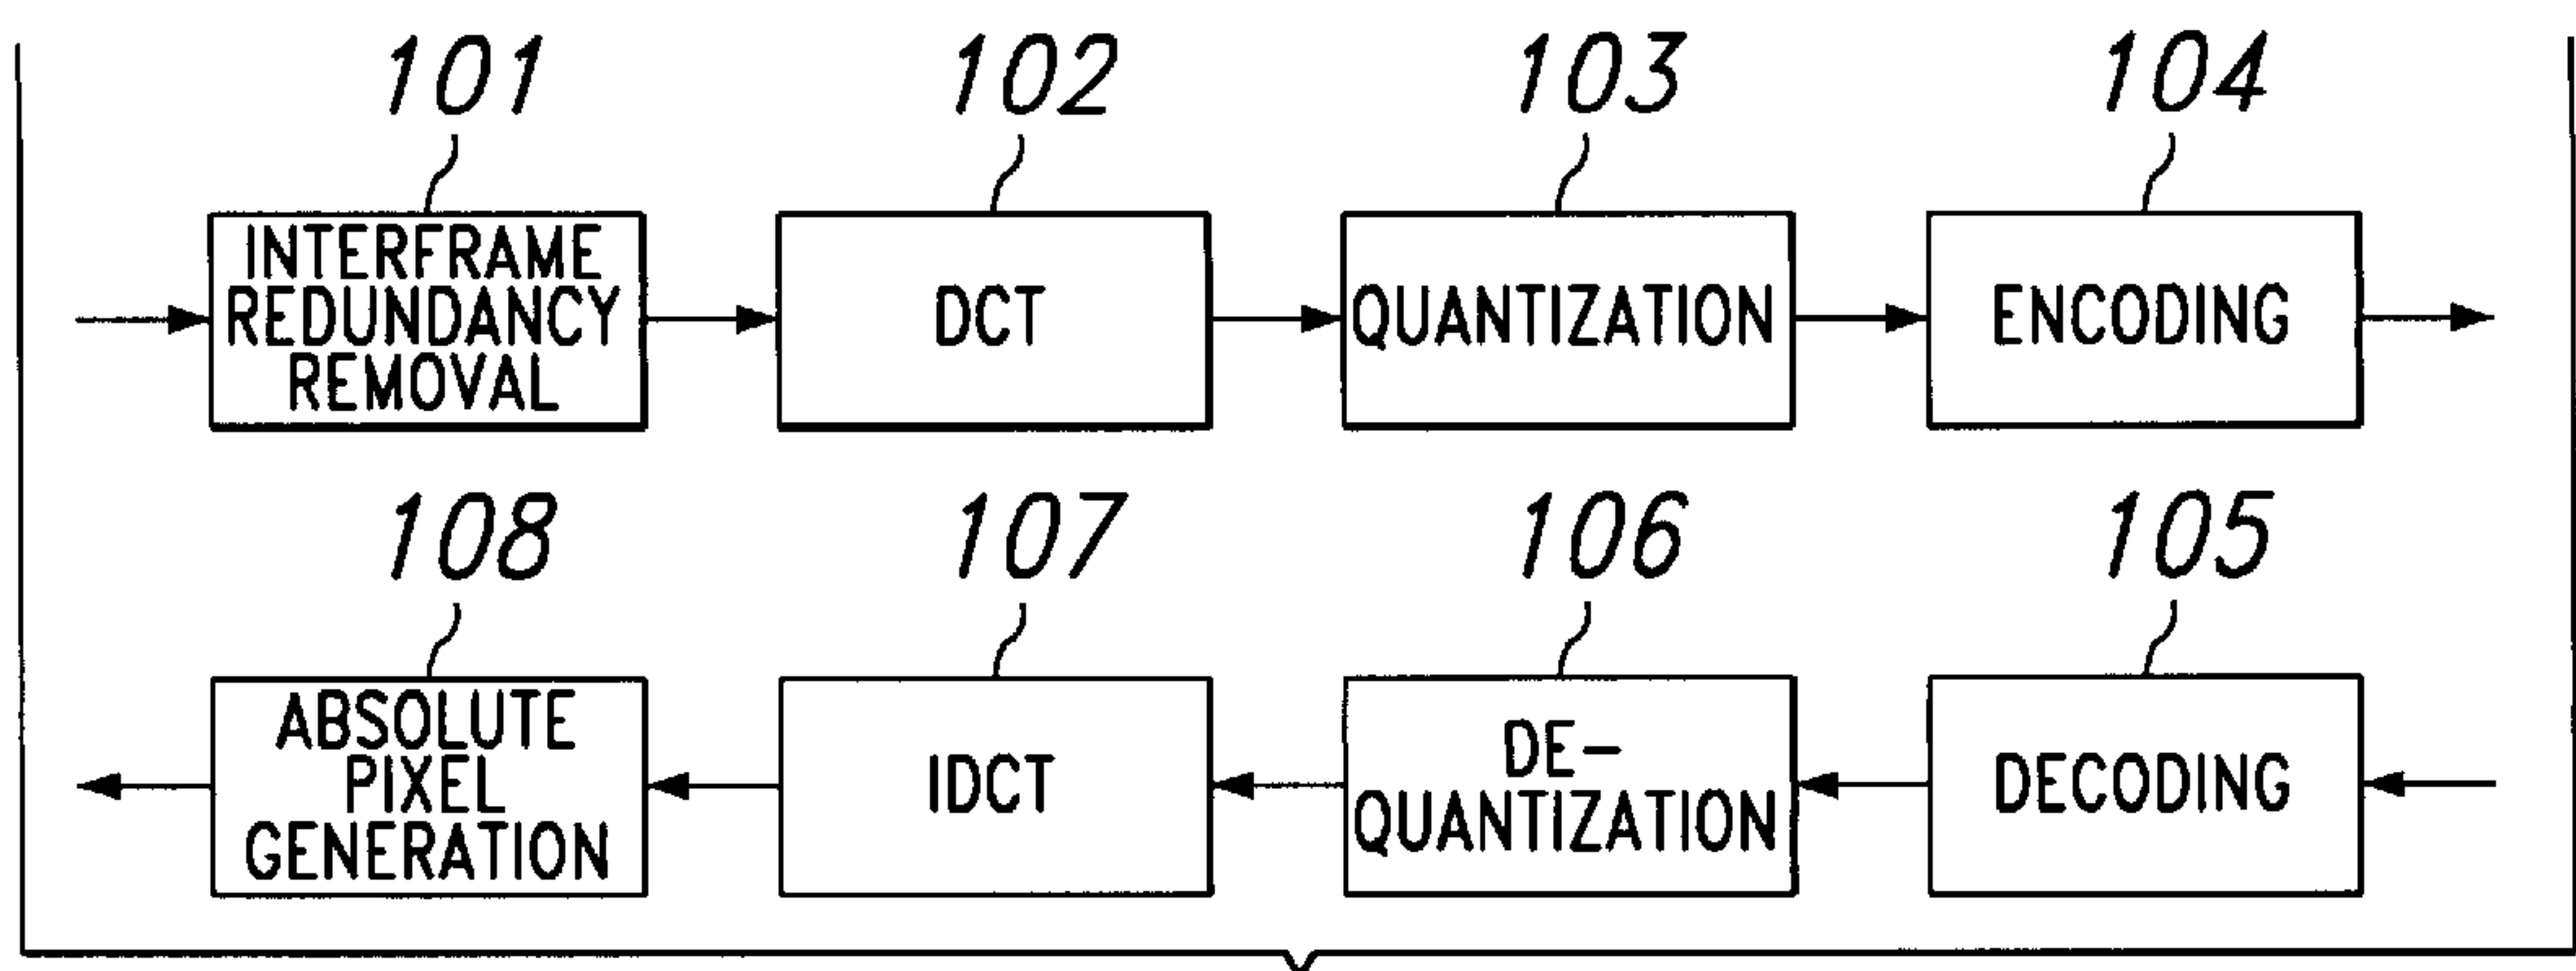 101
102
103
104
INTERFRAME
REDUNDANCY
REMOVAL
DCT
QUANTIZATION
ENCODING
108
107
106
105
ABSOLUTE
PIXEL
GENERATION
IDCT
DE-
QUANTIZATION
DECODING